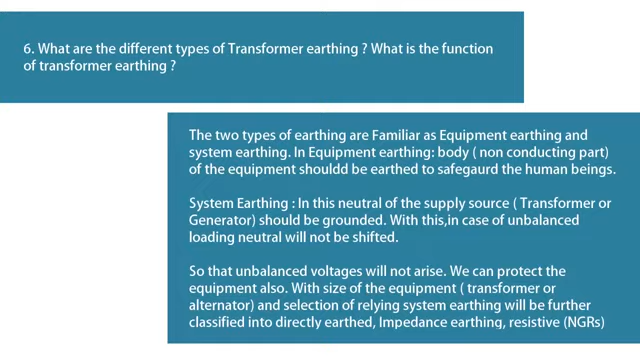 6. What are the different types of Transformer earthing ? What is the function
of transformer earthing ?
The two types of earthing are Familiar as Equipment earthing and
system earthing. In Equipment earthing: body ( non conducting part)
of the equipment shouldd be earthed to safegaurd the human beings.
System Earthing : In this neutral of the supply source ( Transformer or
Generator) should be grounded. With this,in case of unbalanced
loading neutral will not be shifted.
So that unbalanced voltages will not arise. We can protect the
equipment also. With size of the equipment ( transformer or
alternator) and selection of relying system earthing will be further
classified into directly earthed, Impedance earthing, resistive (NGRs)